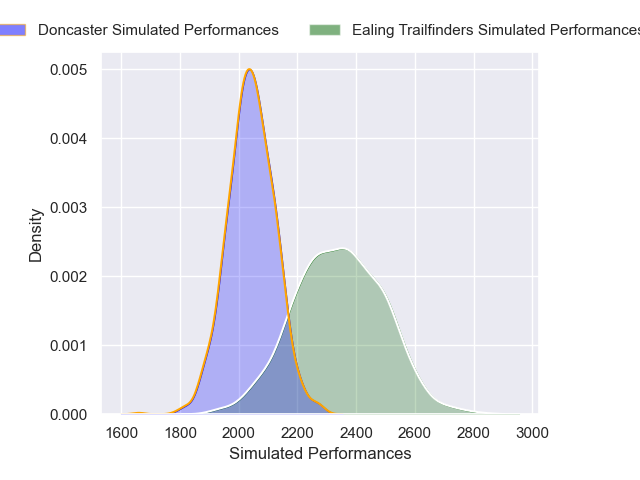 Doncaster Simulated Performances
Ealing Trailfinders Simulated Performances
0.005
0.004
0.003
0.002
0.001
0.000
Density
1600 1800 2000 2200 2400 2600 2800 3000
Simulated Performances